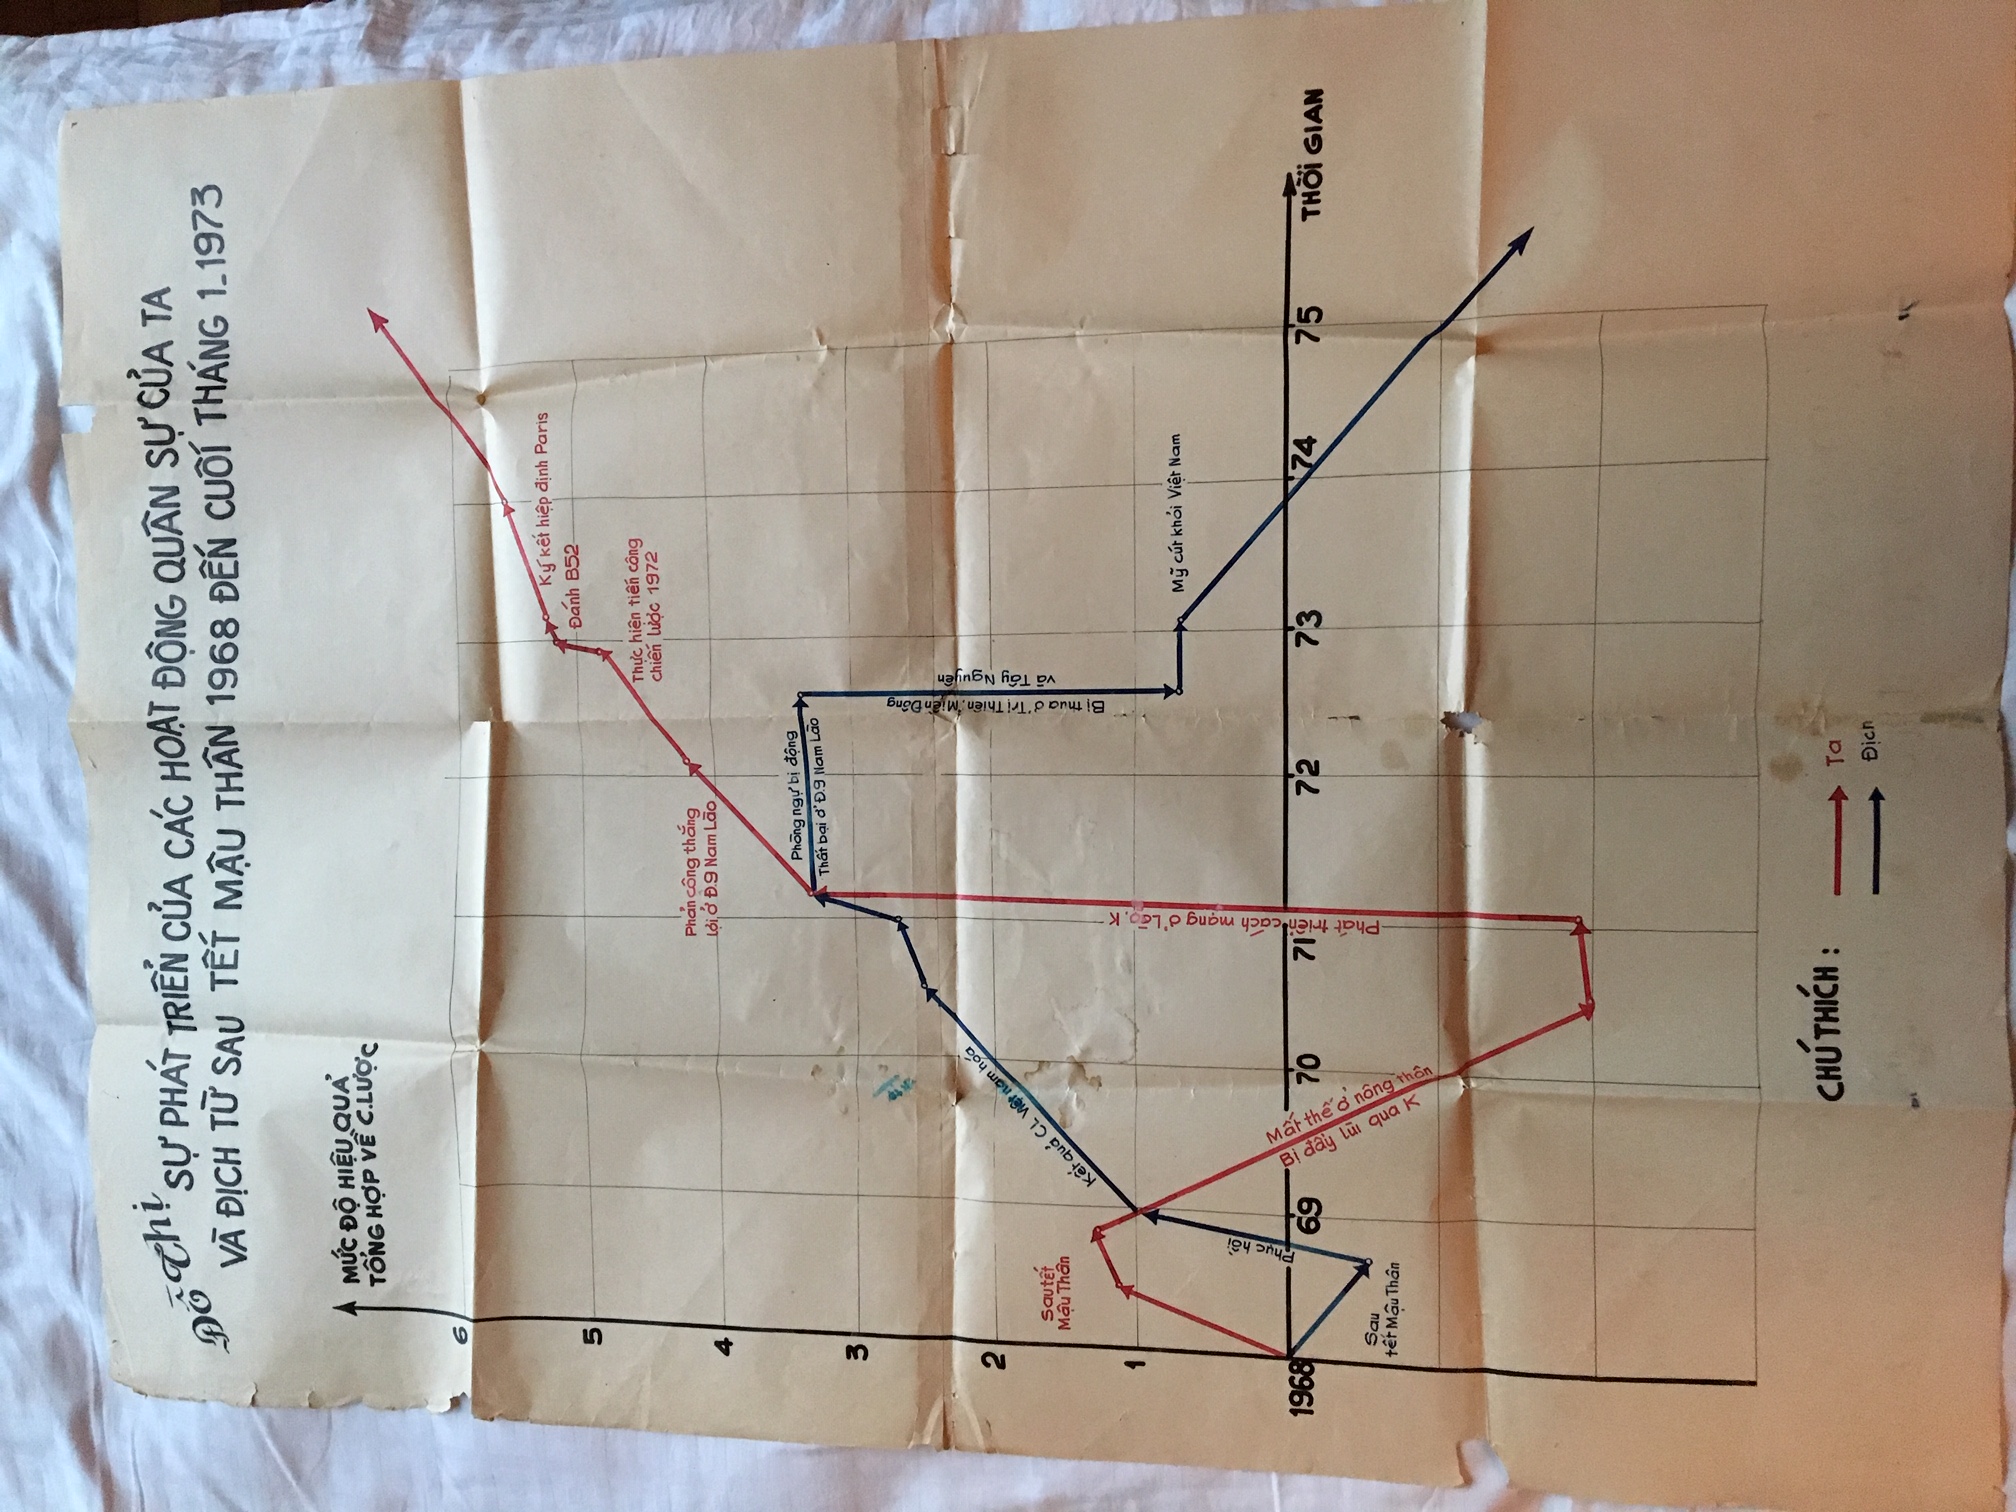 Đồ Thị SỰ PHÁT TRIỂN CỦA CÁC HOẠT ĐỘNG QUÂN SỰ CỦA TA
VÀ ĐỊCH TỪ SAU TẾT MẬU THÂN 1968 ĐẾN CUỐI THÁNG 1_1973
MỨC ĐỘ HIỆU QUẢ
TỔNG HỢP VỀ C.LƯỢC
6
Ký kết hiệp định Paris
Đánh B52
5
Thực hiện tiến công
chiến lược 1972
Phản công thắng
lợi ở Đ.9 Nam Lào
4
Phòng ngự bị động
Thất bại ở Đ.9 Nam Lào
3
Bị thua ở Trị Thiên, Miền Đông
và Tây Nguyên
Kết quả C.L Việt nam hóa
2
Sau tết
Mậu Thân
1
Phát triển cách mạng ở Lào, K
Mỹ cút khỏi Việt Nam
Phục hồi
Mất thế ở nông thôn
Bị đẩy lùi qua K
1968
69
70
71
72
73
74
75
THỜI GIAN
Sau
tết Mậu Thân
CHÚ THÍCH :
Ta
Địch